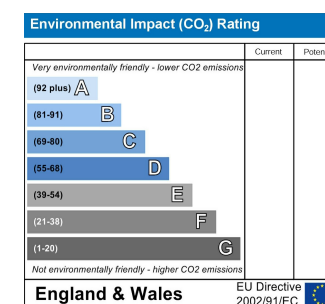 Environmental Impact (CO₂) Rating
Current Poten
Very environmentally friendly - lower CO2 emissions
(92 plus) A
(81-91) B
(69-80) C
(55-68) D
(39-54) E
(21-38) F
(1-20) G
Not environmentally friendly - higher CO2 emissions
England & Wales
EU Directive
2002/91/EC